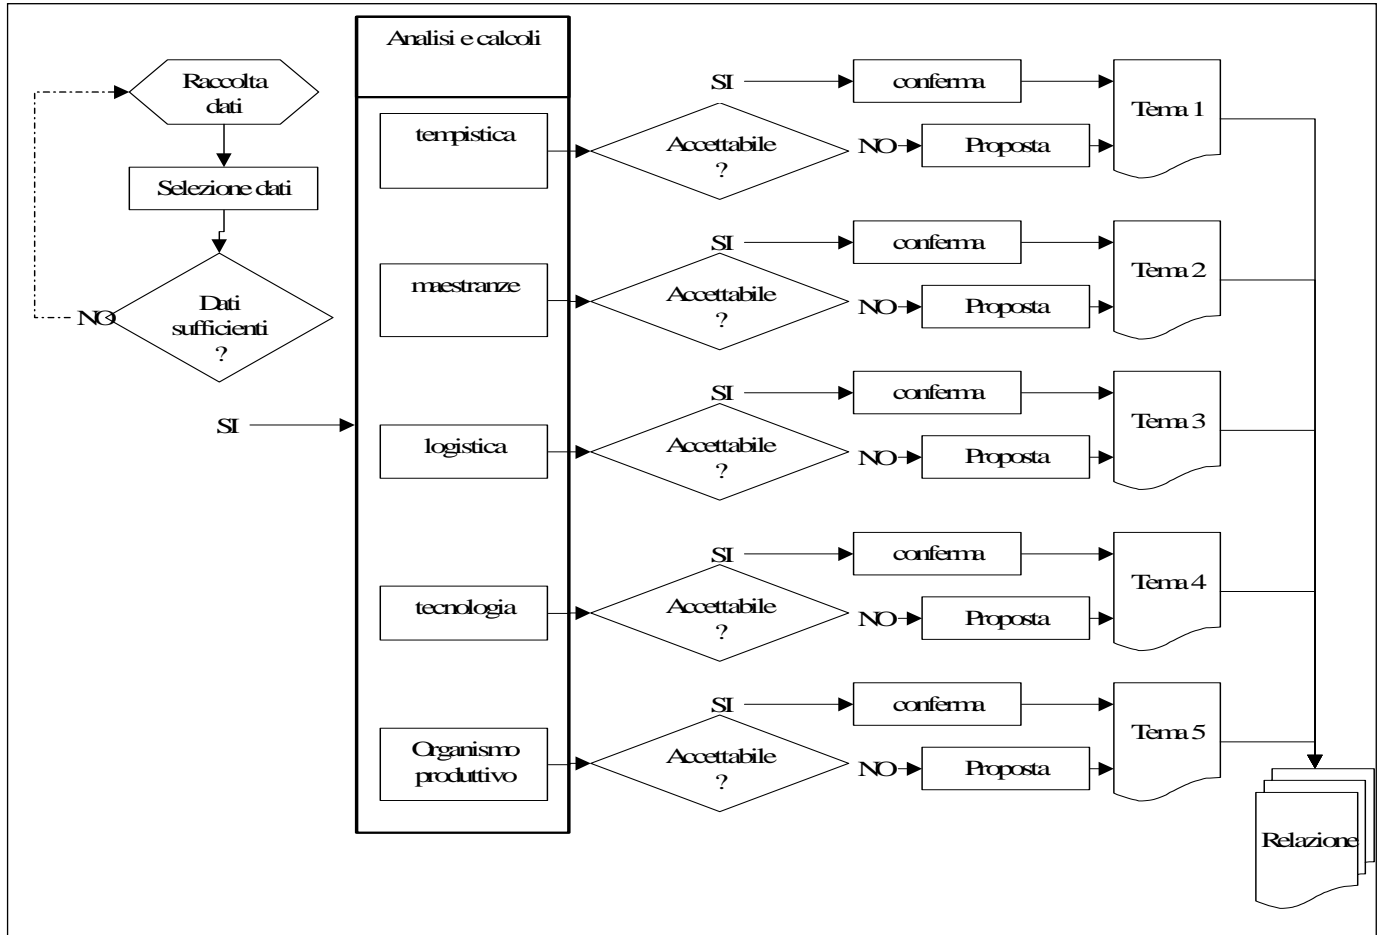 Raccolta
dati
Selezione dati
Dati
sufficienti
?
NO
SI
Analisi e calcoli
tempistica
Accettabile
?
SI
conferma
NO
Proposta
Tema 1
maestranze
Accettabile
?
SI
conferma
NO
Proposta
Tema 2
logistica
Accettabile
?
SI
conferma
NO
Proposta
Tema 3
tecnologia
Accettabile
?
SI
conferma
NO
Proposta
Tema 4
Organismo
produttivo
Accettabile
?
SI
conferma
NO
Proposta
Tema 5
Relazione